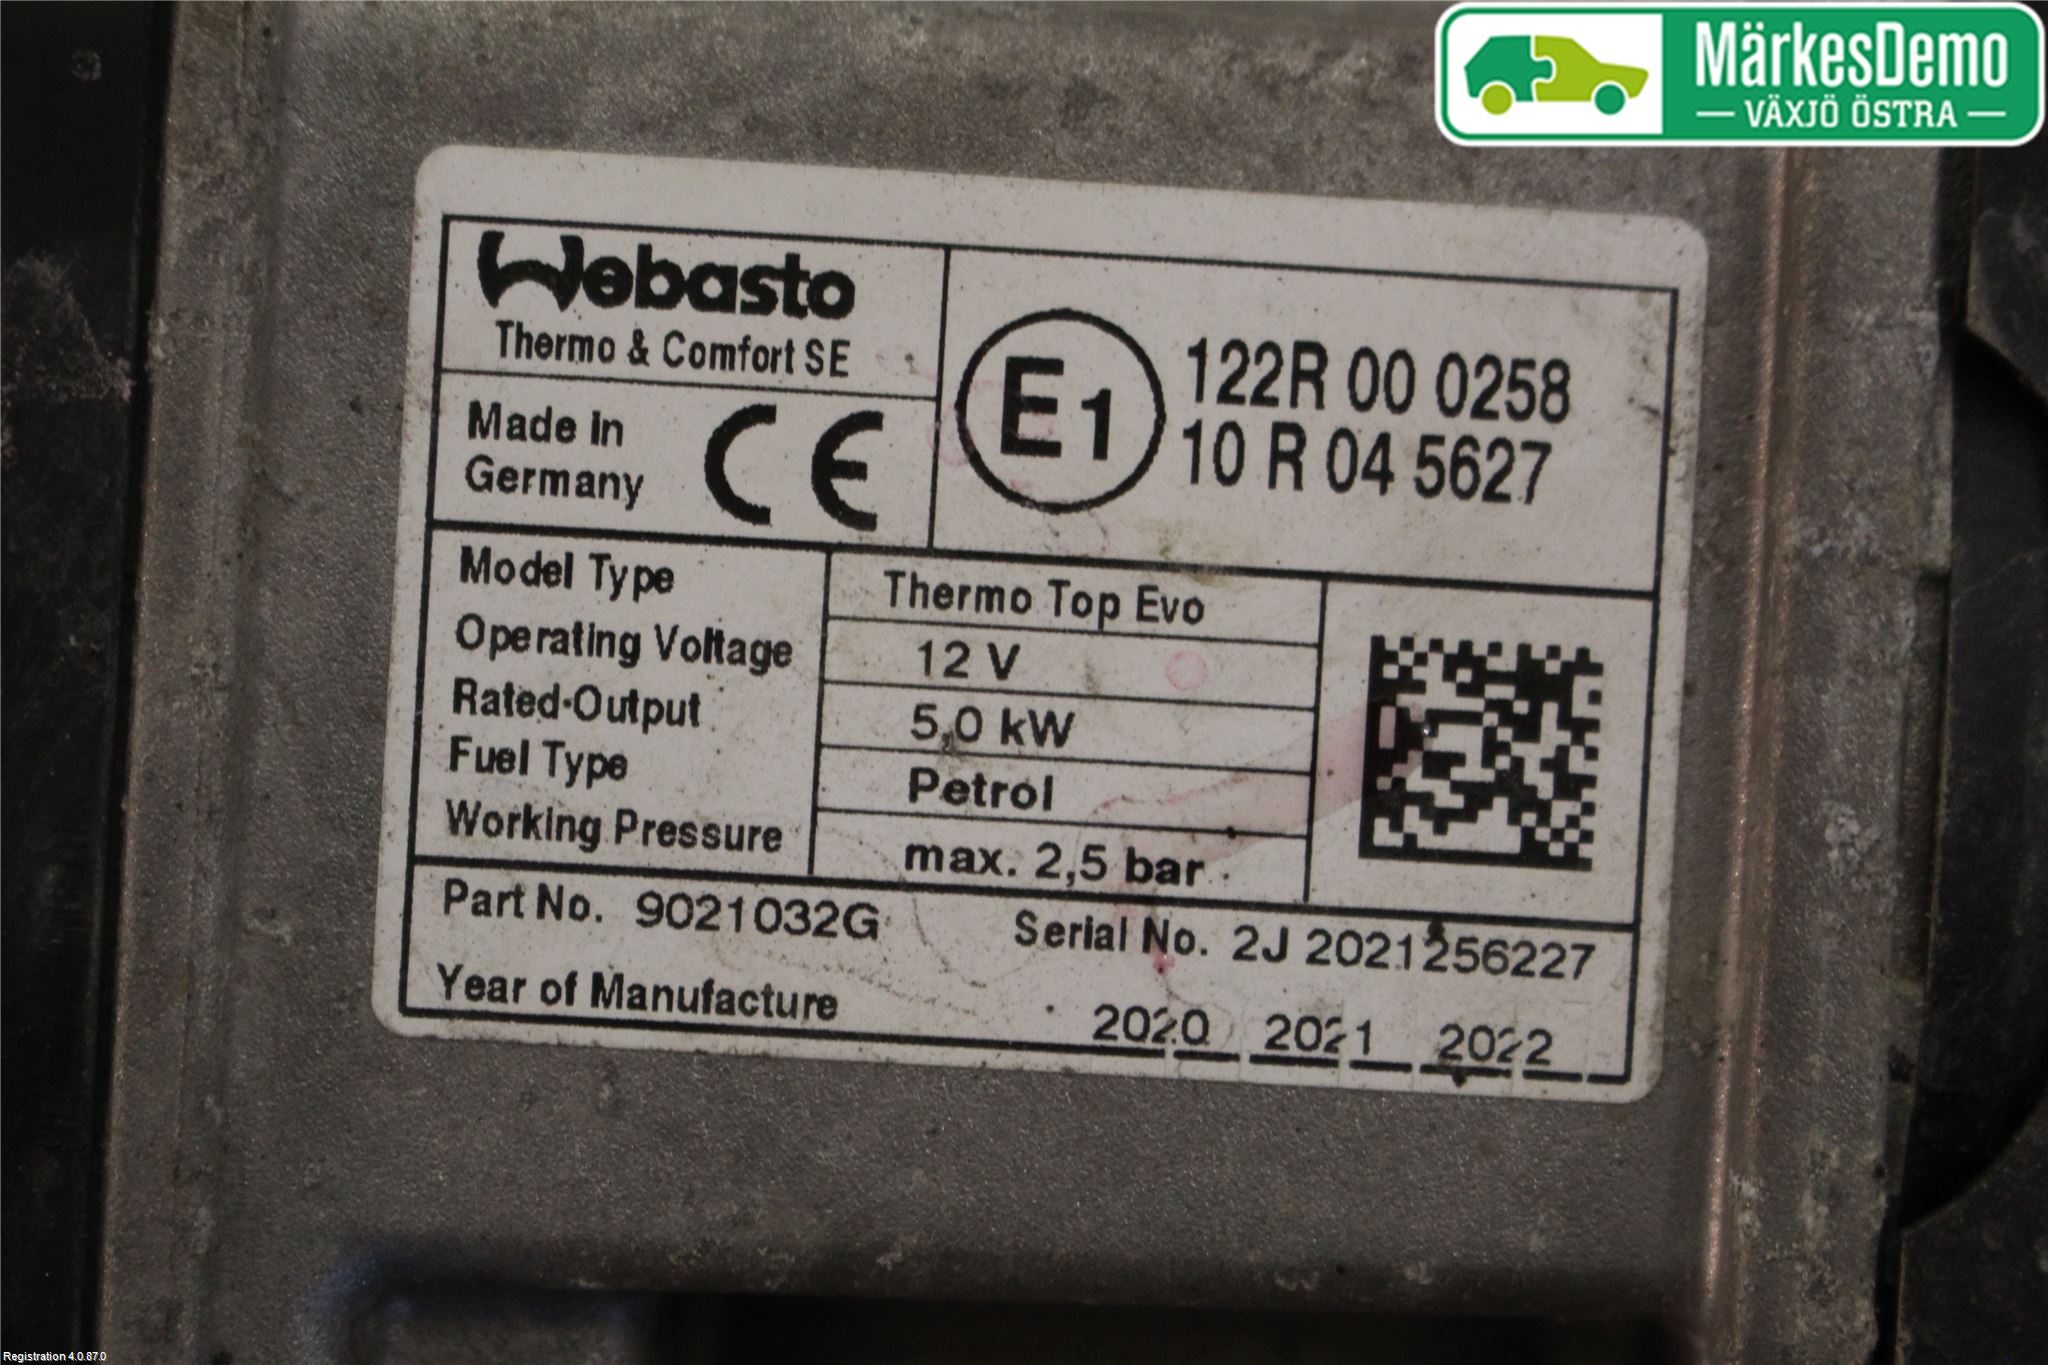 MärkesDemo
VÄXJÖ ÖSTRA
Webasto
Thermo & Comfort SE
Made in
Germany
CE
E1
122R 00 0258
10 R 04 5627
Model Type Thermo Top Evo
Operating Voltage 12 V
Rated-Output 5,0 kW
Fuel Type Petrol
Working Pressure max. 2,5 bar
Part No. 9021032G Serial No. 2J 2021256227
Year of Manufacture 2020 2021 2022
Registration 4.0.87.0